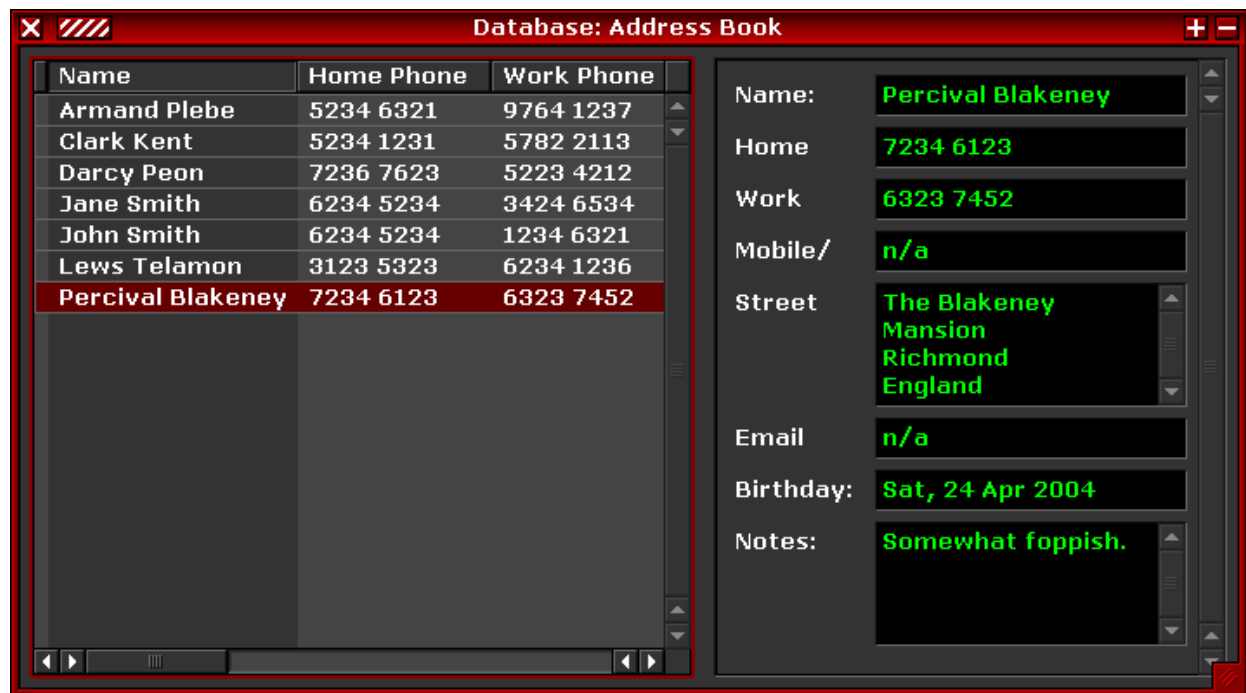 Database: Address Book
Name Home Phone Work Phone
Armand Plebe 5234 6321 9764 1237
Clark Kent 5234 1231 5782 2113
Darcy Peon 7236 7623 5223 4212
Jane Smith 6234 5234 3424 6534
John Smith 6234 5234 1234 6321
Lews Telamon 3123 5323 6234 1236
Percival Blakeney 7234 6123 6323 7452
Name: Percival Blakeney
Home 7234 6123
Work 6323 7452
Mobile/ n/a
Street The Blakeney
Mansion
Richmond
England
Email n/a
Birthday: Sat, 24 Apr 2004
Notes: Somewhat foppish.